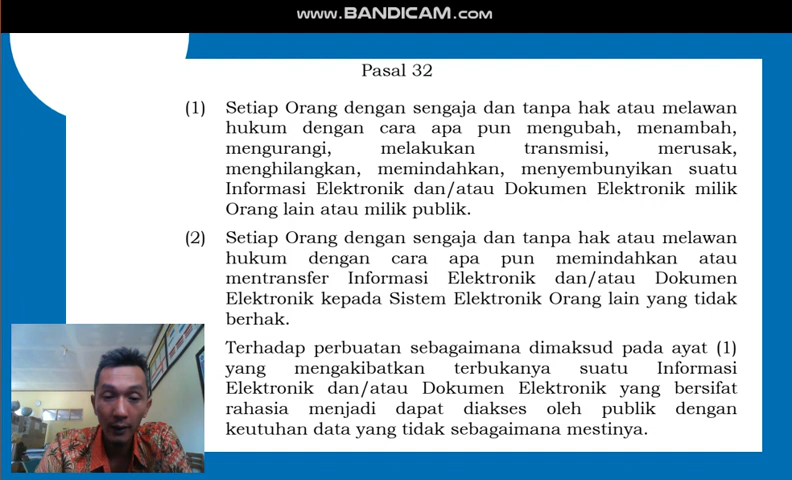 www.BANDICAM.com
Pasal 32
(1) Setiap Orang dengan sengaja dan tanpa hak atau melawan
hukum dengan cara apa pun mengubah, menambah,
mengurangi, melakukan transmisi, merusak,
menghilangkan, memindahkan, menyembunyikan suatu
Informasi Elektronik dan/atau Dokumen Elektronik milik
Orang lain atau milik publik.
(2) Setiap Orang dengan sengaja dan tanpa hak atau melawan
hukum dengan cara apa pun memindahkan atau
mentransfer Informasi Elektronik dan/atau Dokumen
Elektronik kepada Sistem Elektronik Orang lain yang tidak
berhak.
Terhadap perbuatan sebagaimana dimaksud pada ayat (1)
yang mengakibatkan terbukanya suatu Informasi
Elektronik dan/atau Dokumen Elektronik yang bersifat
rahasia menjadi dapat diakses oleh publik dengan
keutuhan data yang tidak sebagaimana mestinya.